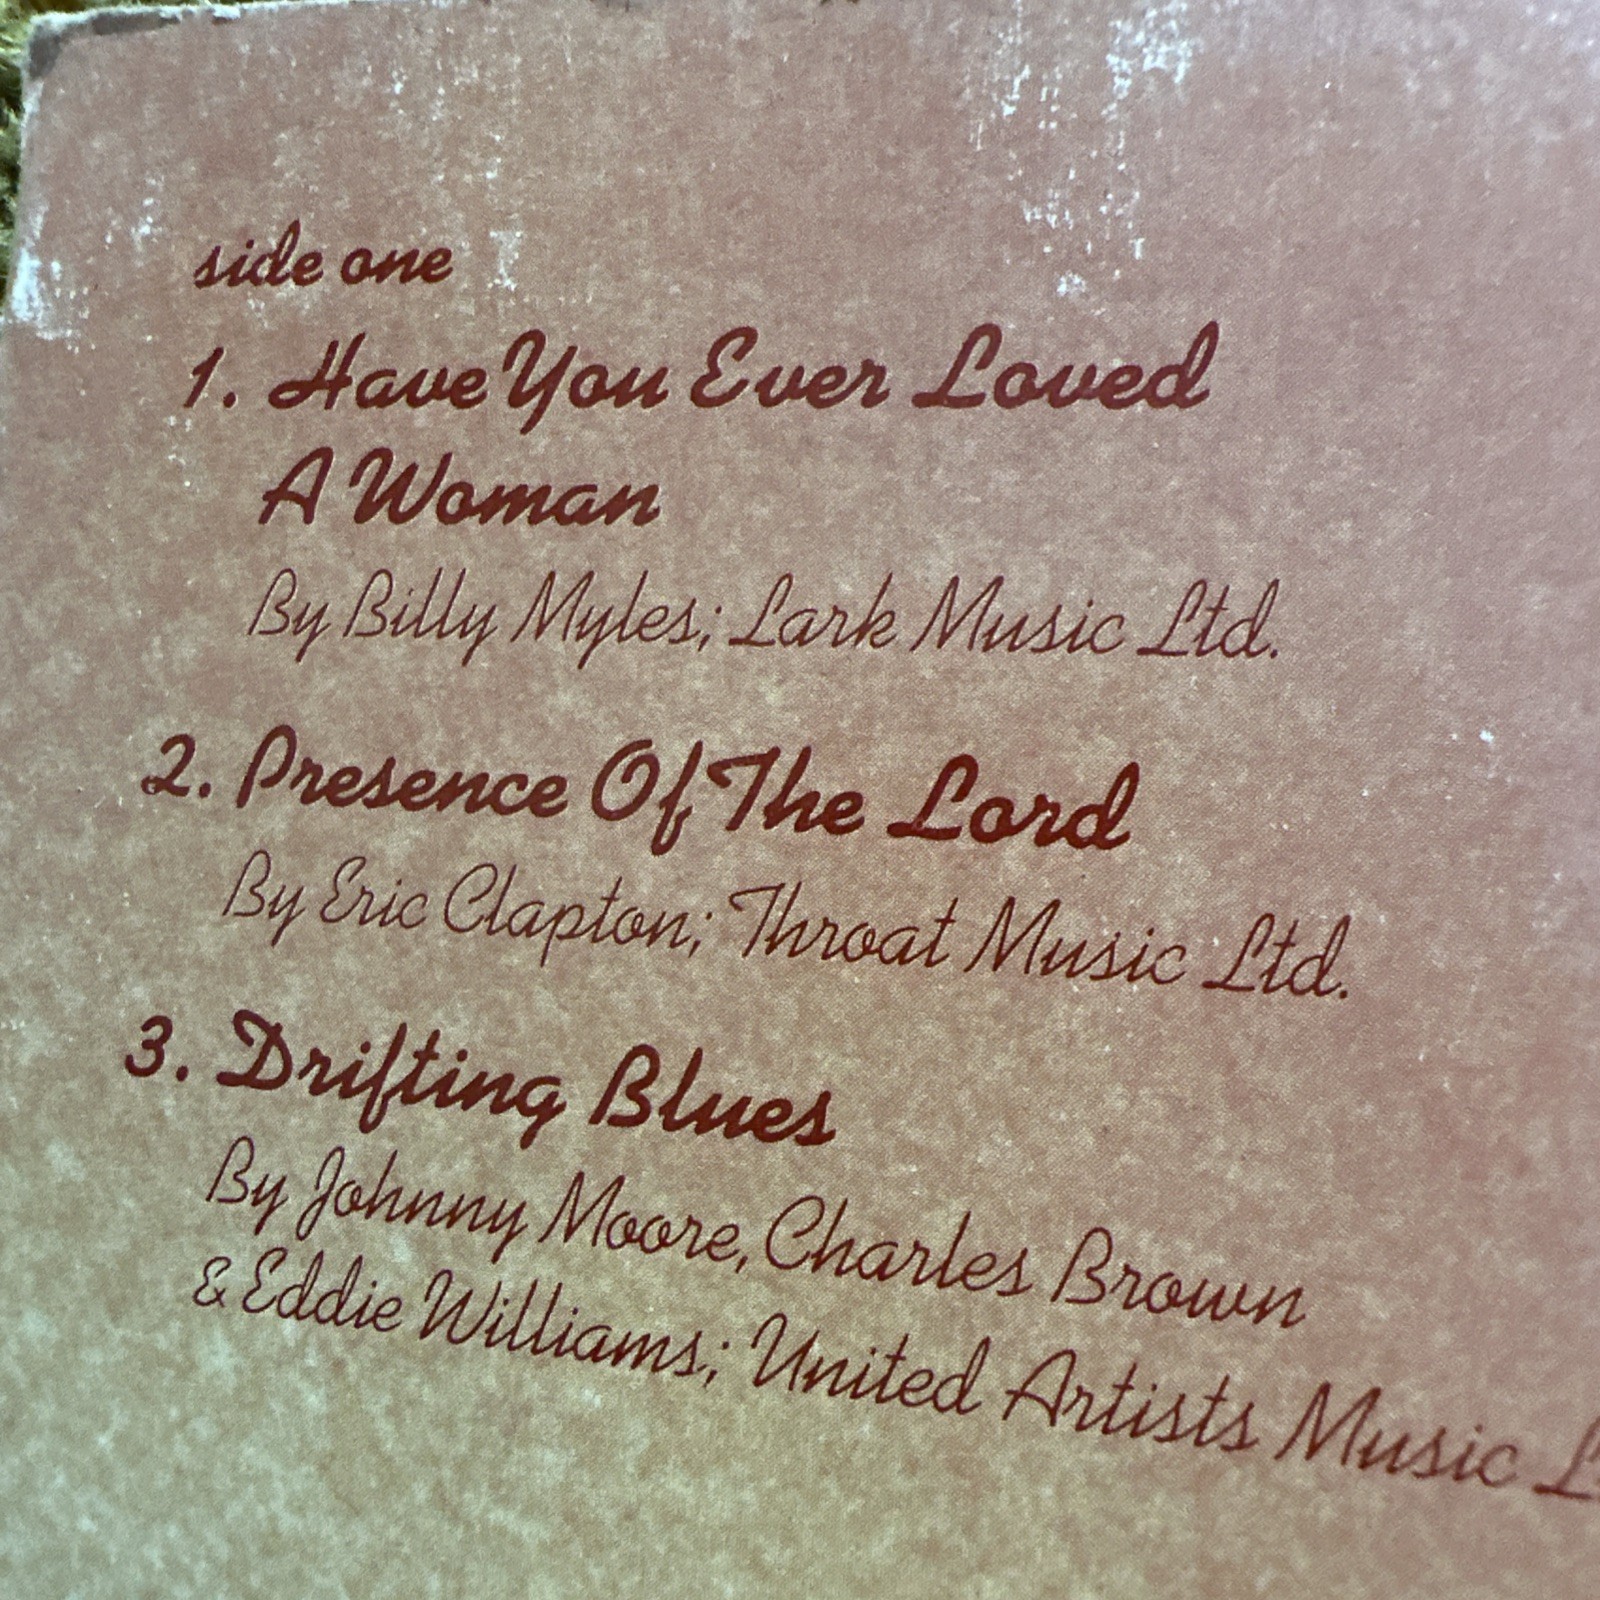 side one
1. Have You Ever Loved
A Woman
By Billy Myles; Lark Music Ltd.
2. Presence Of The Lord
By Eric Clapton; Throat Music Ltd.
3. Drifting Blues
By Johnny Moore, Charles Brown
& Eddie Williams; United Artists Music